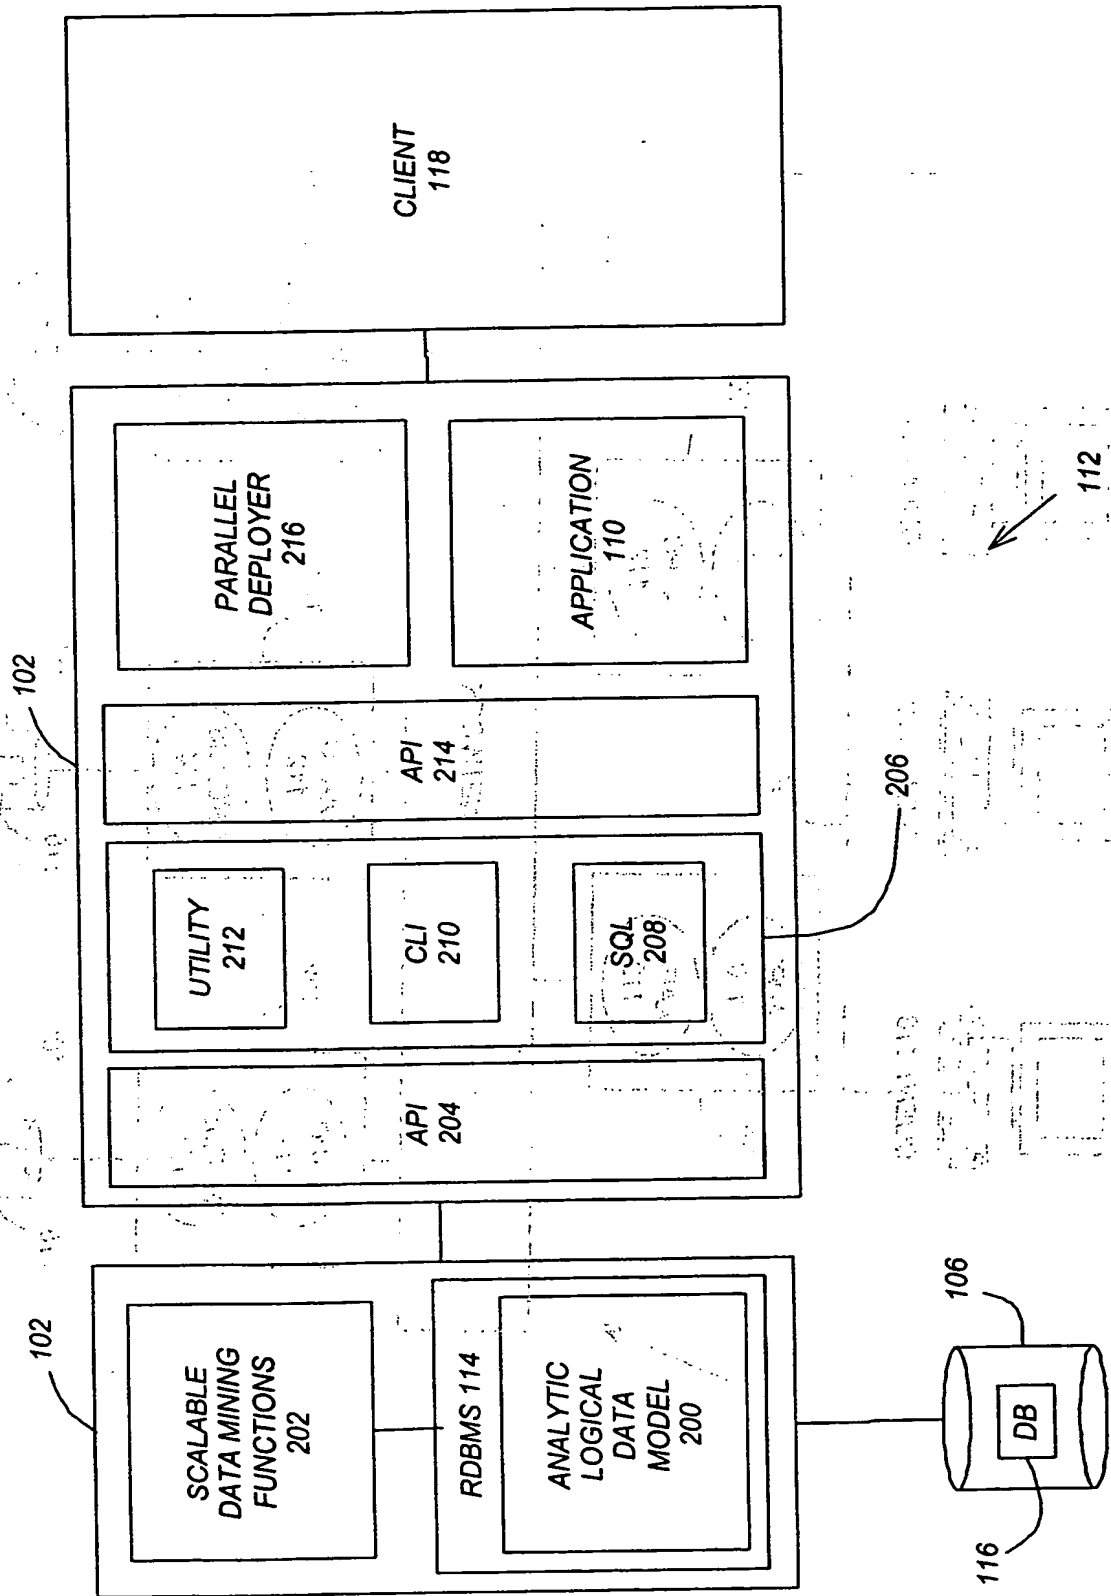 102
SCALABLE
DATA MINING
FUNCTIONS
202
RDBMS 114
ANALYTIC
LOGICAL
DATA
MODEL
200
106
DB
116
102
API
204
UTILITY
212
CLI
210
SQL
208
206
API
214
PARALLEL
DEPLOYER
216
APPLICATION
110
CLIENT
118
112